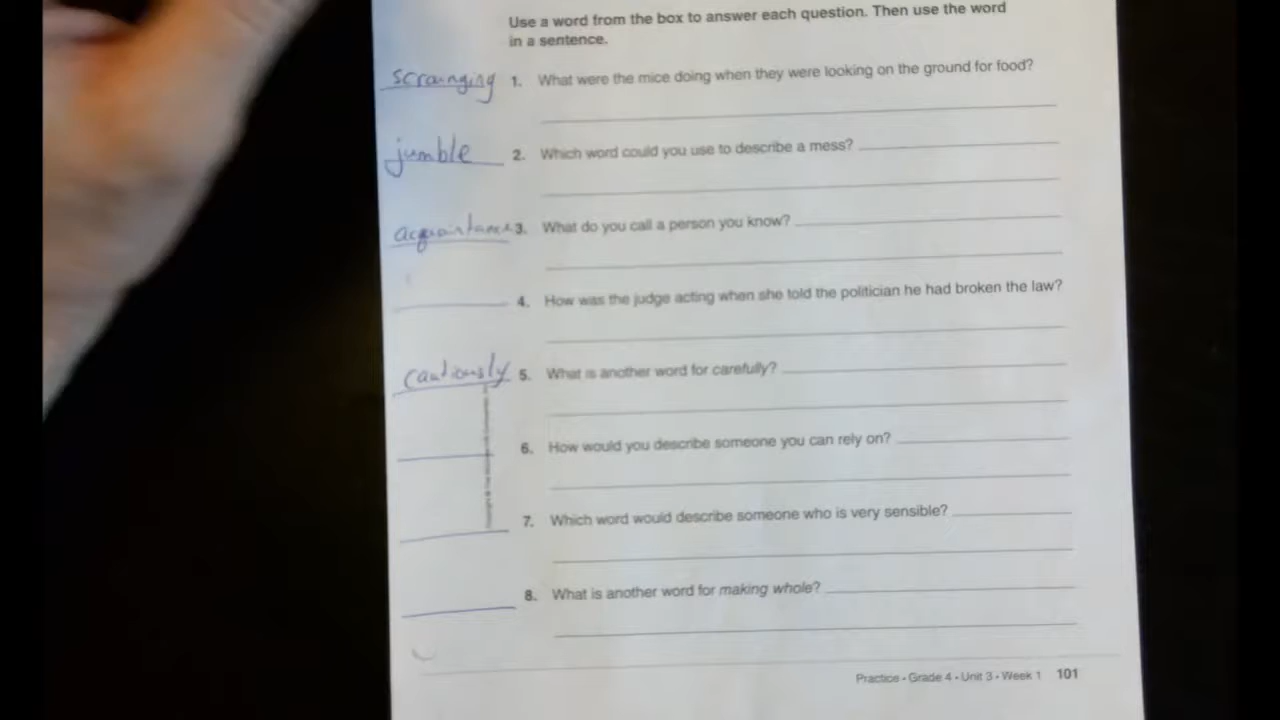 Use a word from the box to answer each question. Then use the word
in a sentence.
scrounging 1. What were the mice doing when they were looking on the ground for food?
jumble 2. Which word could you use to describe a mess?
acquaintance 3. What do you call a person you know?
4. How was the judge acting when she told the politician he had broken the law?
cautiously 5. What is another word for carefully?
6. How would you describe someone you can rely on?
7. Which word would describe someone who is very sensible?
8. What is another word for making whole?
Practice • Grade 4 • Unit 3 • Week 1 101